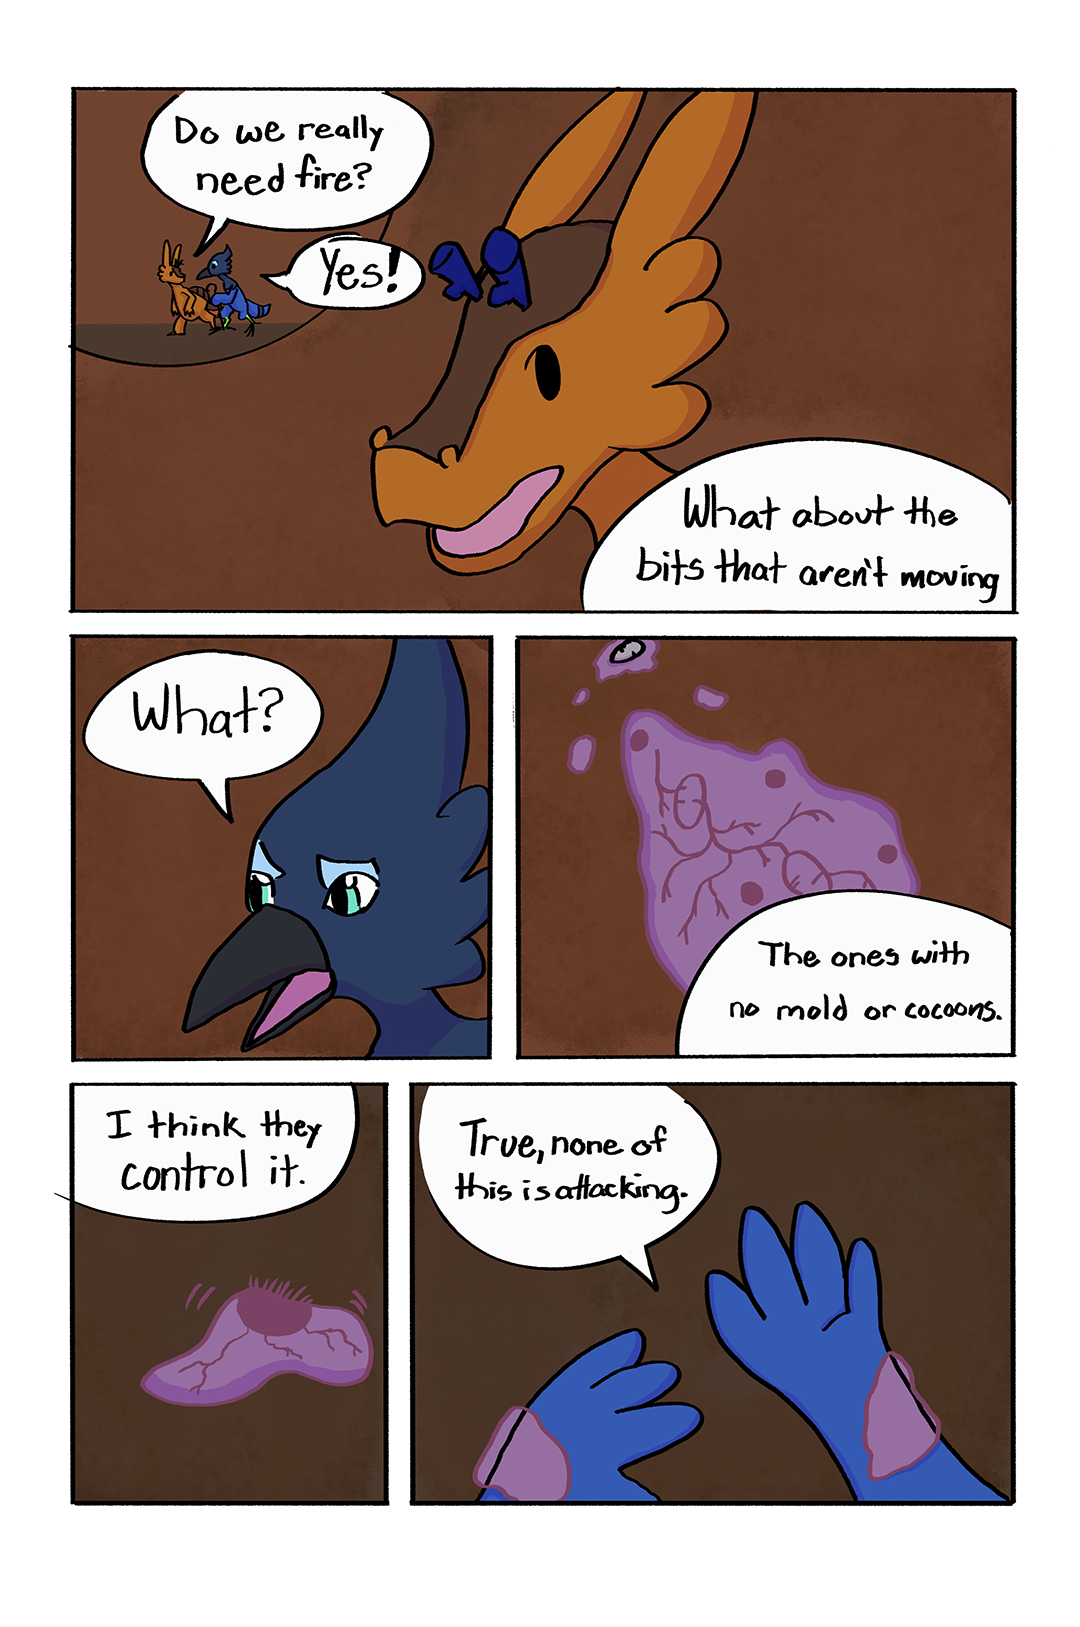 Do we really
need fire?
Yes!
What about the
bits that aren't moving
What?
The ones with
no mold or cocoons.
I think they
control it.
True, none of
this is attacking.